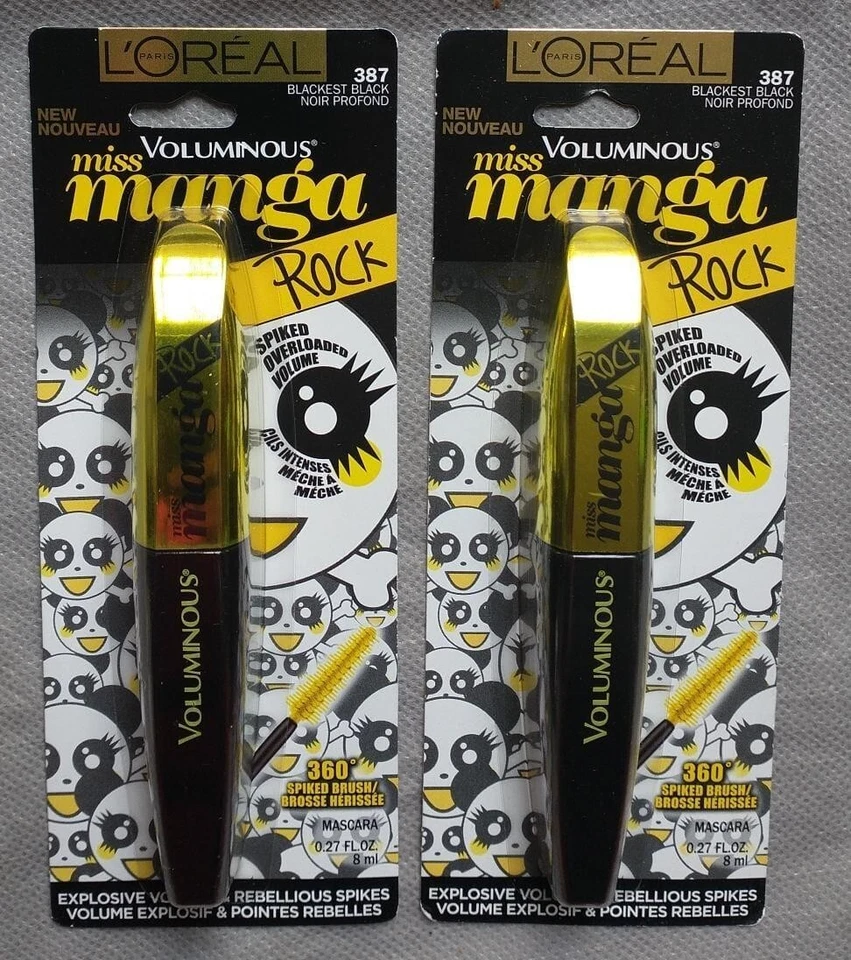 L'ORÉAL
PARIS
387
BLACKEST BLACK
NOIR PROFOND
NEW
NOUVEAU
VOLUMINOUS®
miss
manga
ROCK
SPIKED
OVERLOADED
VOLUME
CILS INTENSES
MÈCHE À
MÈCHE
ROCK
miss
manga
VOLUMINOUS®
360°
SPIKED BRUSH/
BROSSE HÉRISSÉE
MASCARA
0.27 FL.OZ.
8 ml
EXPLOSIVE VO REBELLIOUS SPIKES
VOLUME EXPLOSIF & POINTES REBELLES
L'ORÉAL
PARIS
387
BLACKEST BLACK
NOIR PROFOND
NEW
NOUVEAU
VOLUMINOUS®
miss
manga
ROCK
SPIKED
OVERLOADED
VOLUME
CILS INTENSES
MÈCHE À
MÈCHE
ROCK
miss
manga
VOLUMINOUS®
360°
SPIKED BRUSH/
BROSSE HÉRISSÉE
MASCARA
0.27 FL.OZ.
8 ml
EXPLOSIVE VOL REBELLIOUS SPIKES
VOLUME EXPLOSIF & POINTES REBELLES